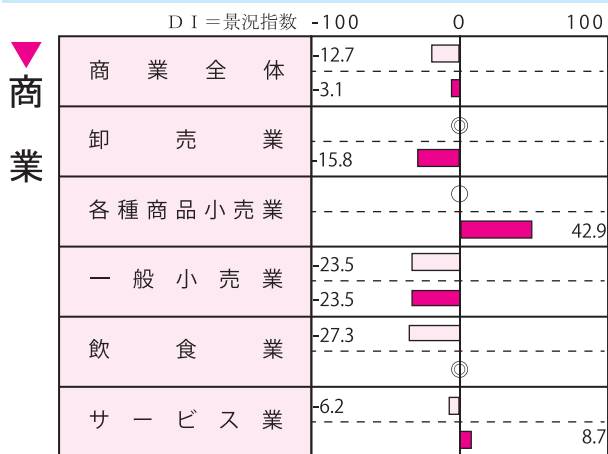 DI=景況指数 -100 0 100
▼商業
商業全体
-12.7
-3.1
卸売業
◎
-15.8
各種商品小売業
○
42.9
一般小売業
-23.5
-23.5
飲食業
-27.3
◎
サービス業
-6.2
8.7